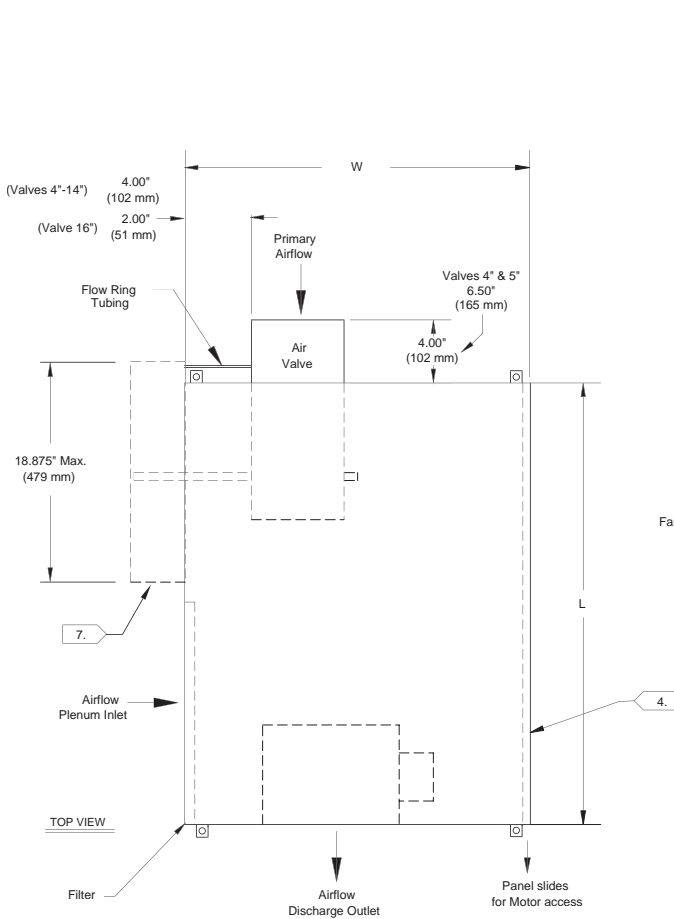 W
(Valves 4"-14")
4.00"
(102 mm)
(Valve 16")
2.00"
(51 mm)
Primary
Airflow
Valves 4" & 5"
6.50"
(165 mm)
Flow Ring
Tubing
Air
Valve
4.00"
(102 mm)
18.875" Max.
(479 mm)
L
7.
4.
Airflow
Plenum Inlet
TOP VIEW
Filter
Airflow
Discharge Outlet
Panel slides
for Motor access